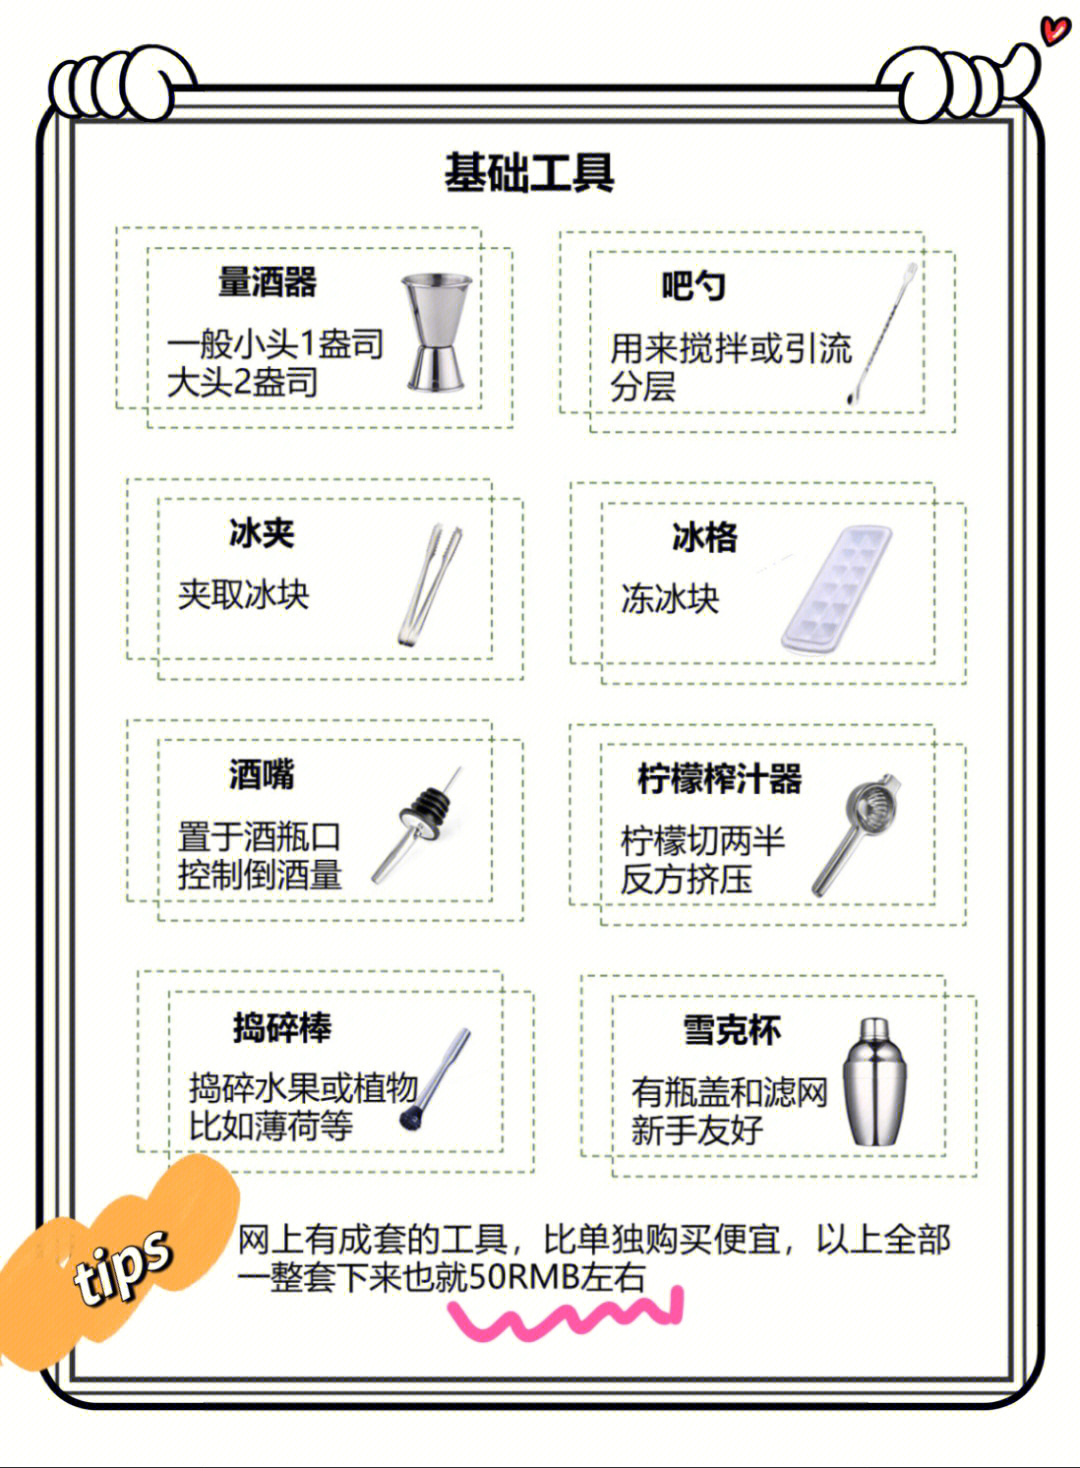 基础工具
量酒器
一般小头1盎司
大头2盎司
吧勺
用来搅拌或引流
分层
冰夹
夹取冰块
冰格
冻冰块
酒嘴
置于酒瓶口
控制倒酒量
柠檬榨汁器
柠檬切两半
反方挤压
捣碎棒
捣碎水果或植物
比如薄荷等
雪克杯
有瓶盖和滤网
新手友好
tips
网上有成套的工具，比单独购买便宜，以上全部
一整套下来也就50RMB左右